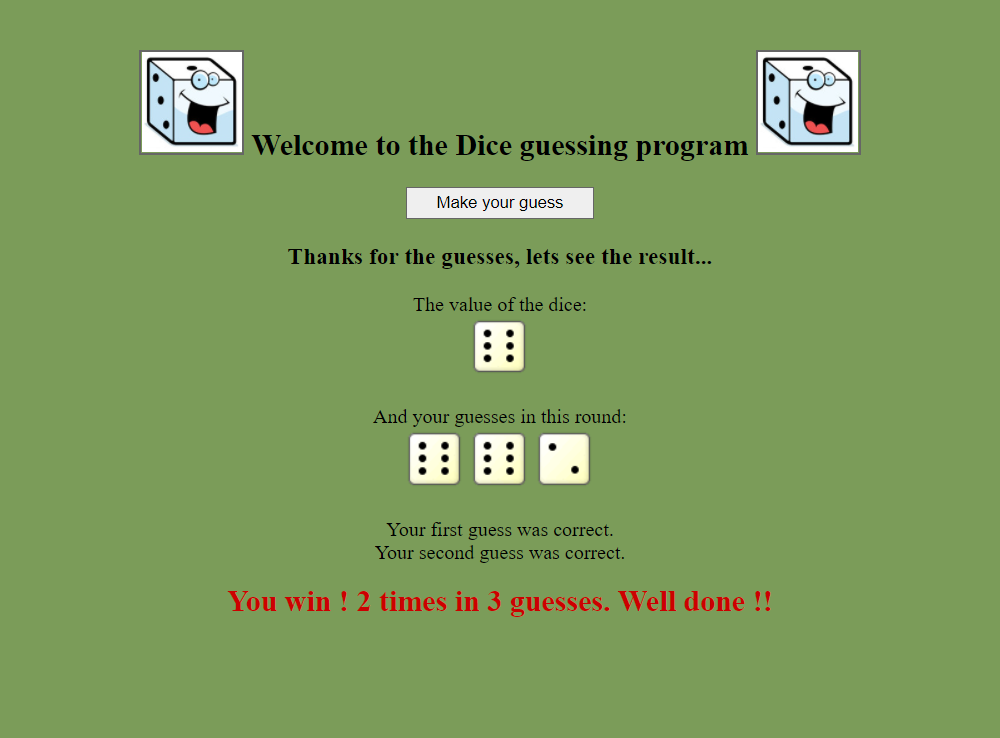 Welcome to the Dice guessing program
Make your guess
Thanks for the guesses, lets see the result...
The value of the dice:
And your guesses in this round:
Your first guess was correct.
Your second guess was correct.
You win ! 2 times in 3 guesses. Well done !!